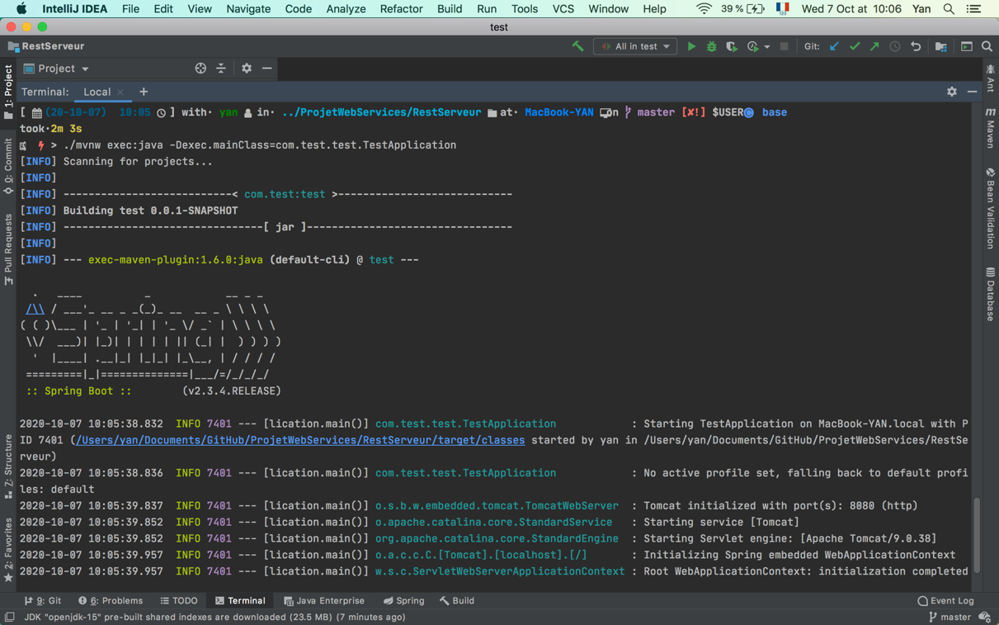 IntelliJ IDEA File Edit View Navigate Code Analyze Refactor Build Run Tools VCS Window Help 39 % 123 Wed 7 Oct at 10:06 Yan
test
RestServeur All in test Git:
Project
Terminal: Local × +
[ (20-10-07) 10:05 ] with· yan in· ../ProjetWebServices/RestServeur at· MacBook-YAN on master [✘!] $USER base
took·2m 3s
> ./mvnw exec:java -Dexec.mainClass=com.test.test.TestApplication
[INFO] Scanning for projects...
[INFO]
[INFO] ---------------------------< com.test:test >---------------------------
[INFO] Building test 0.0.1-SNAPSHOT
[INFO] --------------------------------[ jar ]---------------------------------
[INFO]
[INFO] --- exec-maven-plugin:1.6.0:java (default-cli) @ test ---
  .   ____          _            __ _ _
 /\\ / ___'_ __ _ _(_)_ __  __ _ \ \ \ \
( ( )\___ | '_ | '_| | '_ \/ _` | \ \ \ \
 \\/  ___)| |_)| | | | | || (_| |  ) ) ) )
  '  |____| .__|_| |_|_| |_\__, | / / / /
 =========|_|==============|___/=/_/_/_/
 :: Spring Boot ::        (v2.3.4.RELEASE)
2020-10-07 10:05:38.832  INFO 7401 --- [lication.main()] com.test.test.TestApplication            : Starting TestApplication on MacBook-YAN.local with P
ID 7401 (/Users/yan/Documents/GitHub/ProjetWebServices/RestServeur/target/classes started by yan in /Users/yan/Documents/GitHub/ProjetWebServices/RestSe
rveur)
2020-10-07 10:05:38.836  INFO 7401 --- [lication.main()] com.test.test.TestApplication            : No active profile set, falling back to default profi
les: default
2020-10-07 10:05:39.837  INFO 7401 --- [lication.main()] o.s.b.w.embedded.tomcat.TomcatWebServer  : Tomcat initialized with port(s): 8080 (http)
2020-10-07 10:05:39.852  INFO 7401 --- [lication.main()] o.apache.catalina.core.StandardService   : Starting service [Tomcat]
2020-10-07 10:05:39.852  INFO 7401 --- [lication.main()] org.apache.catalina.core.StandardEngine  : Starting Servlet engine: [Apache Tomcat/9.0.38]
2020-10-07 10:05:39.957  INFO 7401 --- [lication.main()] o.a.c.c.C.[Tomcat].[localhost].[/]       : Initializing Spring embedded WebApplicationContext
2020-10-07 10:05:39.957  INFO 7401 --- [lication.main()] w.s.c.ServletWebServerApplicationContext : Root WebApplicationContext: initialization completed
1: Project
0: Commit
Pull Requests
7: Structure
2: Favorites
Ant
m Maven
Bean Validation
Database
9: Git 6: Problems TODO Terminal Java Enterprise Spring Build Event Log
JDK "openjdk-15" pre-built shared indexes are downloaded (23.5 MB) (7 minutes ago) master